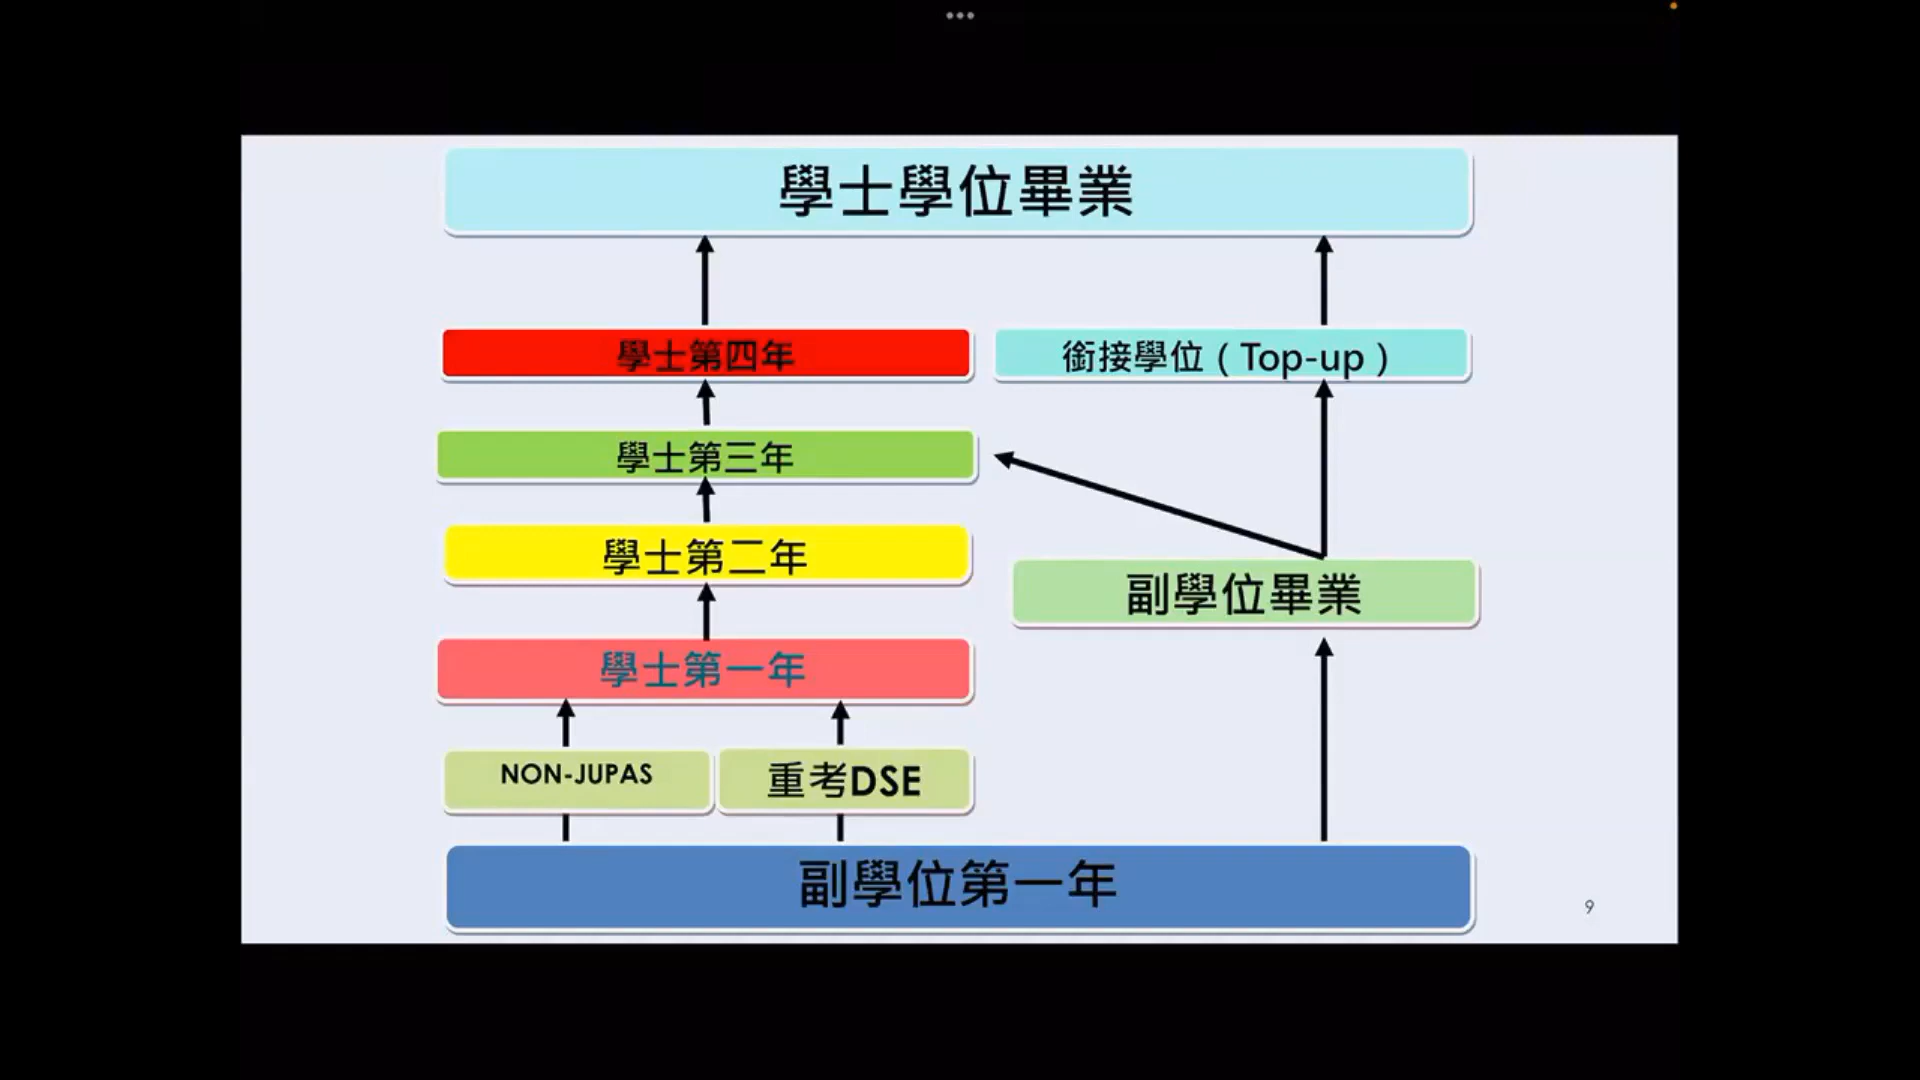 學士學位畢業
學士第四年
銜接學位（Top-up）
學士第三年
學士第二年
副學位畢業
學士第一年
NON-JUPAS
重考DSE
副學位第一年
9